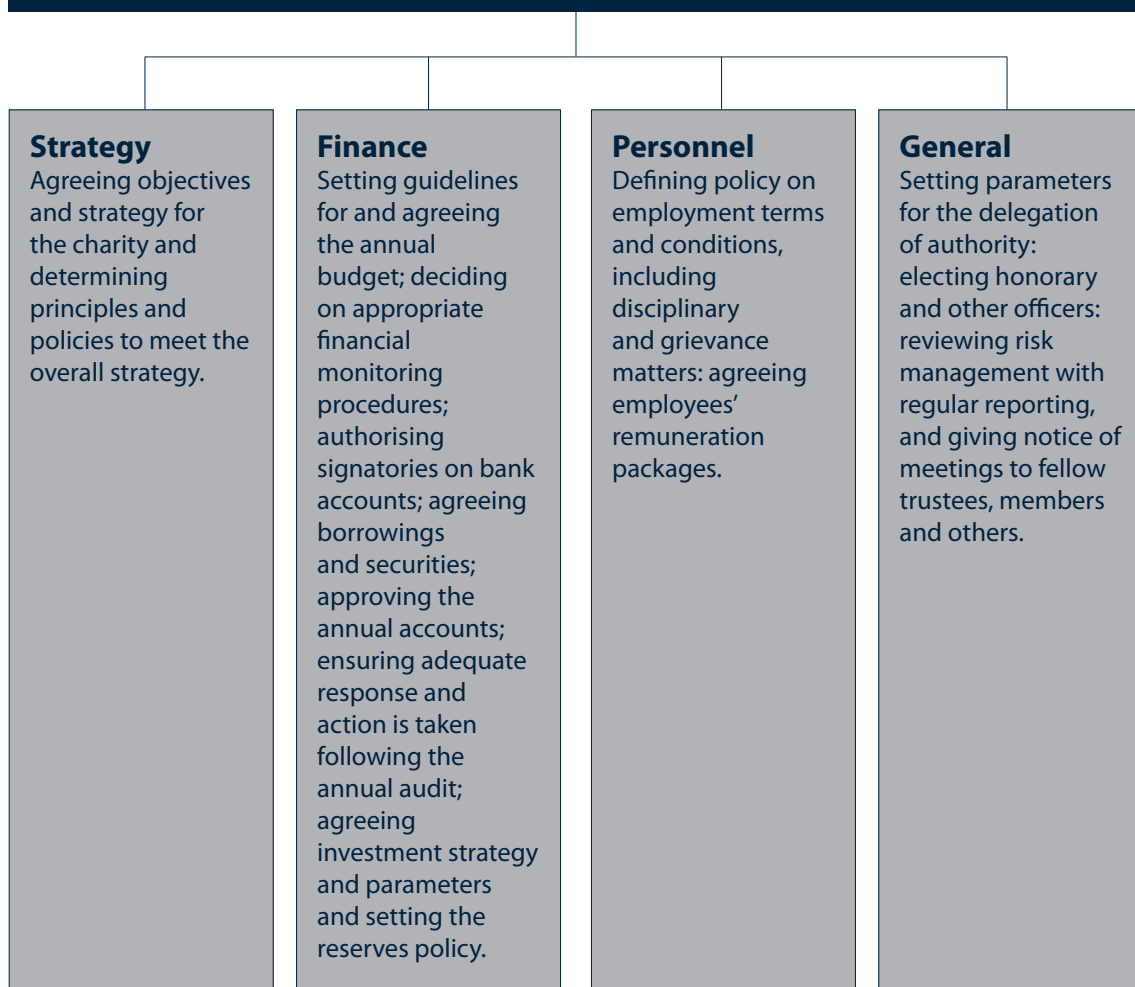 Strategy
Agreeing objectives
and strategy for
the charity and
determining
principles and
policies to meet the
overall strategy.
Finance
Setting guidelines
for and agreeing
the annual
budget; deciding
on appropriate
financial
monitoring
procedures;
authorising
signatories on bank
accounts; agreeing
borrowings
and securities;
approving the
annual accounts;
ensuring adequate
response and
action is taken
following the
annual audit;
agreeing
investment strategy
and parameters
and setting the
reserves policy.
Personnel
Defining policy on
employment terms
and conditions,
including
disciplinary
and grievance
matters: agreeing
employees’
remuneration
packages.
General
Setting parameters
for the delegation
of authority:
electing honorary
and other officers:
reviewing risk
management with
regular reporting,
and giving notice of
meetings to fellow
trustees, members
and others.